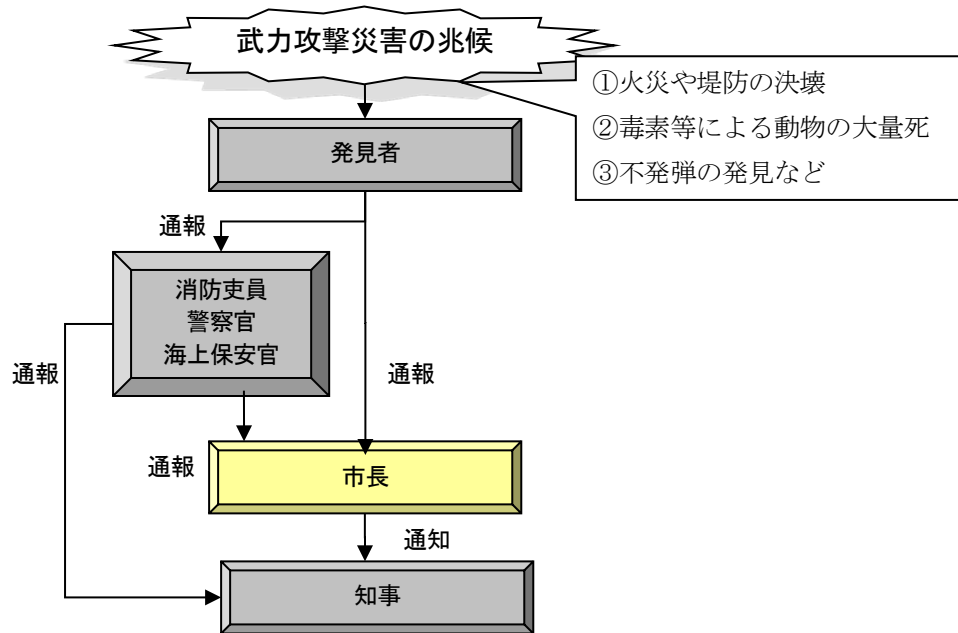 武力攻撃災害の兆候
①火災や堤防の決壊
②毒素等による動物の大量死
③不発弾の発見など
発見者
通報
消防吏員
警察官
海上保安官
通報
通報
通報
市長
通知
知事